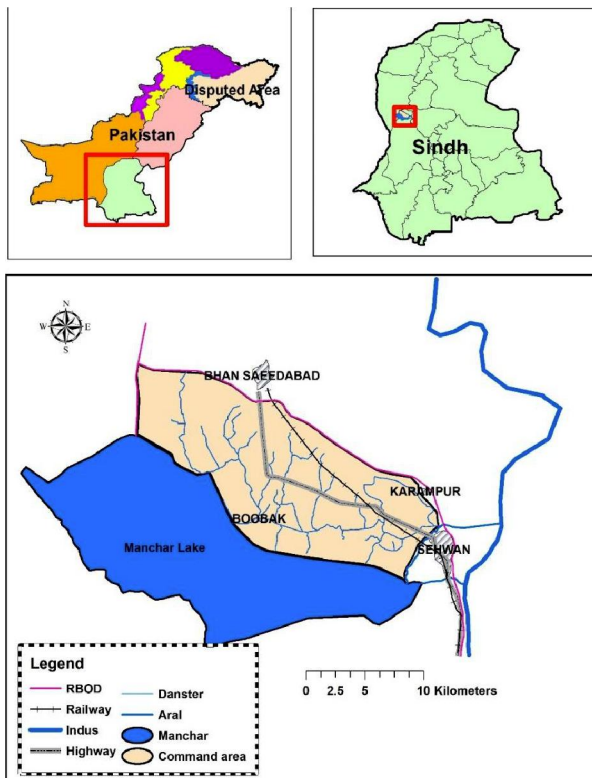 Disputed Area
Pakistan
Sindh
N
W E
S
BHAN SAEEDABAD
KARAMPUR
BOOBAK
SEHWAN
Manchar Lake
Legend
RBOD
Railway
Indus
Highway
Danster
Aral
Manchar
Command area
0 2.5 5 10 Kilometers